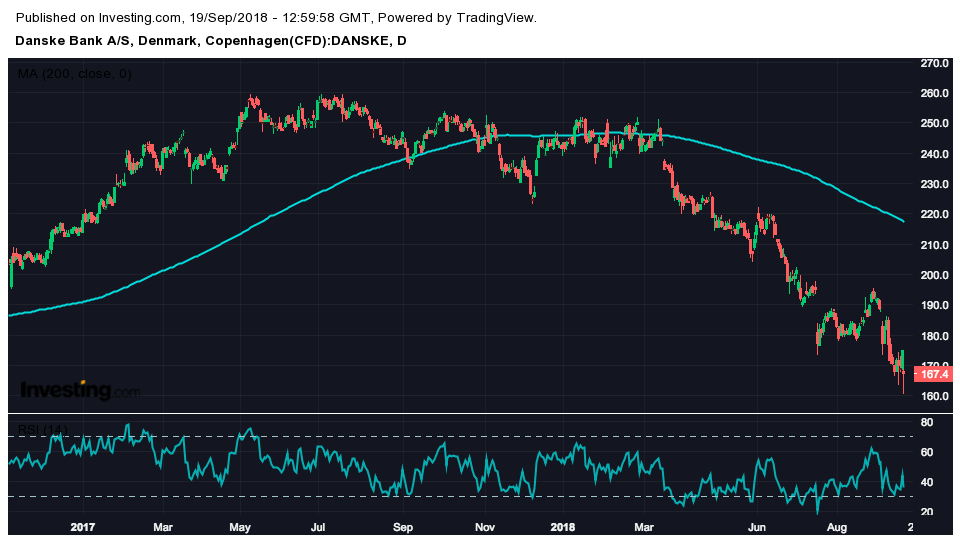 Published on Investing.com, 19/Sep/2018 - 12:59:58 GMT, Powered by TradingView.
Danske Bank A/S, Denmark, Copenhagen(CFD):DANSKE, D
MA (200, close, 0)
270.0
260.0
250.0
240.0
230.0
220.0
210.0
200.0
190.0
180.0
170.0
167.4
160.0
Investing.com
RSI (14)
80
60
40
20
2017 Mar May Jul Sep Nov 2018 Mar Jun Aug 2